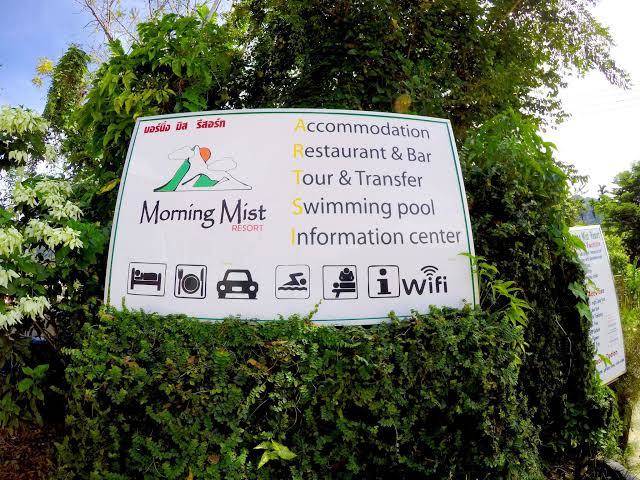 มอร์นิ่ง มิส รีสอร์ท
Morning Mist
RESORT
Accommodation
Restaurant & Bar
Tour & Transfer
Swimming pool
Information center
i wifi